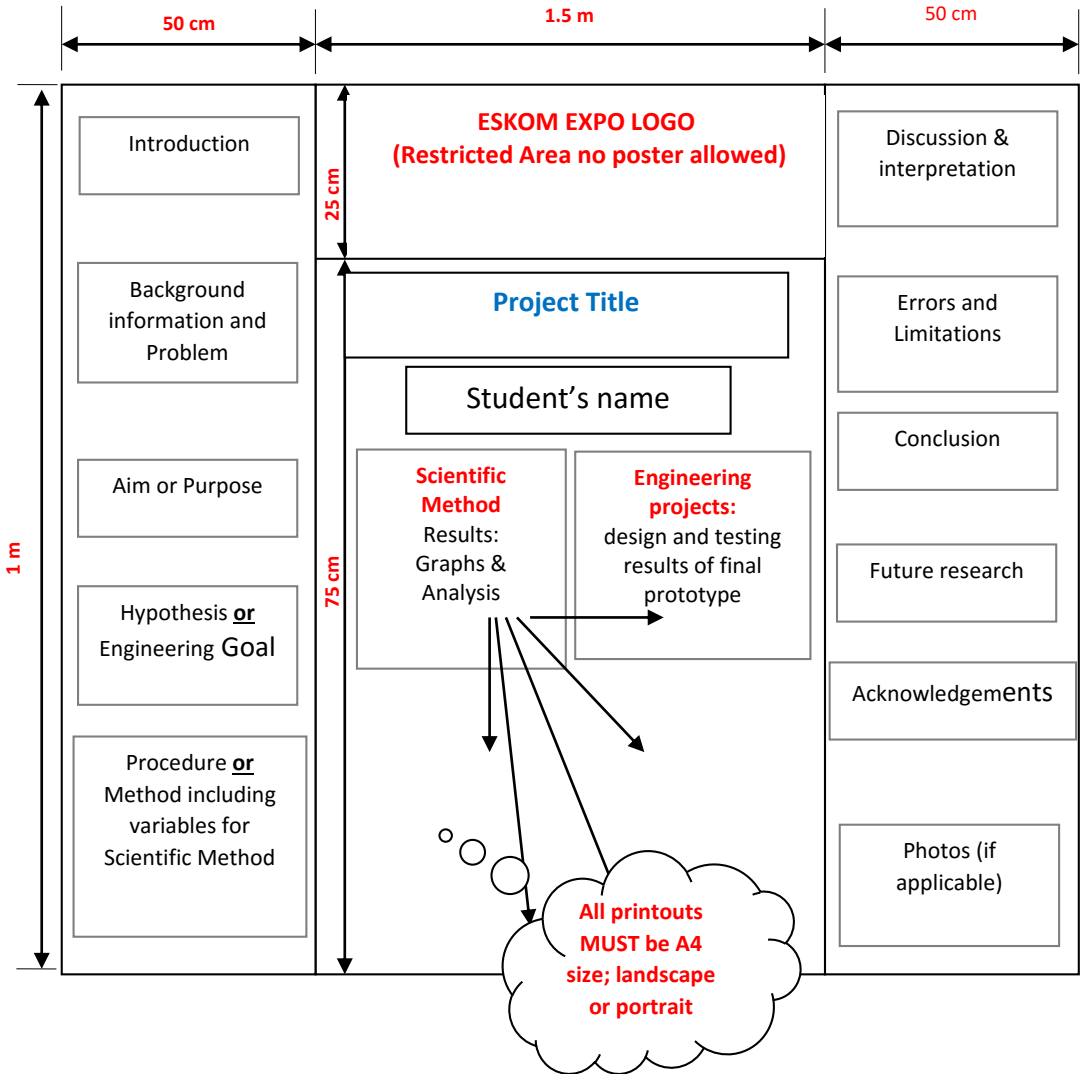 50 cm
1.5 m
50 cm
1 m
Introduction
Background
information and
Problem
Aim or Purpose
Hypothesis or
Engineering Goal
Procedure or
Method including
variables for
Scientific Method
25 cm
ESKOM EXPO LOGO
(Restricted Area no poster allowed)
75 cm
Project Title
Student’s name
Scientific
Method
Results:
Graphs &
Analysis
Engineering
projects:
design and testing
results of final
prototype
All printouts
MUST be A4
size; landscape
or portrait
Discussion &
interpretation
Errors and
Limitations
Conclusion
Future research
Acknowledgements
Photos (if
applicable)